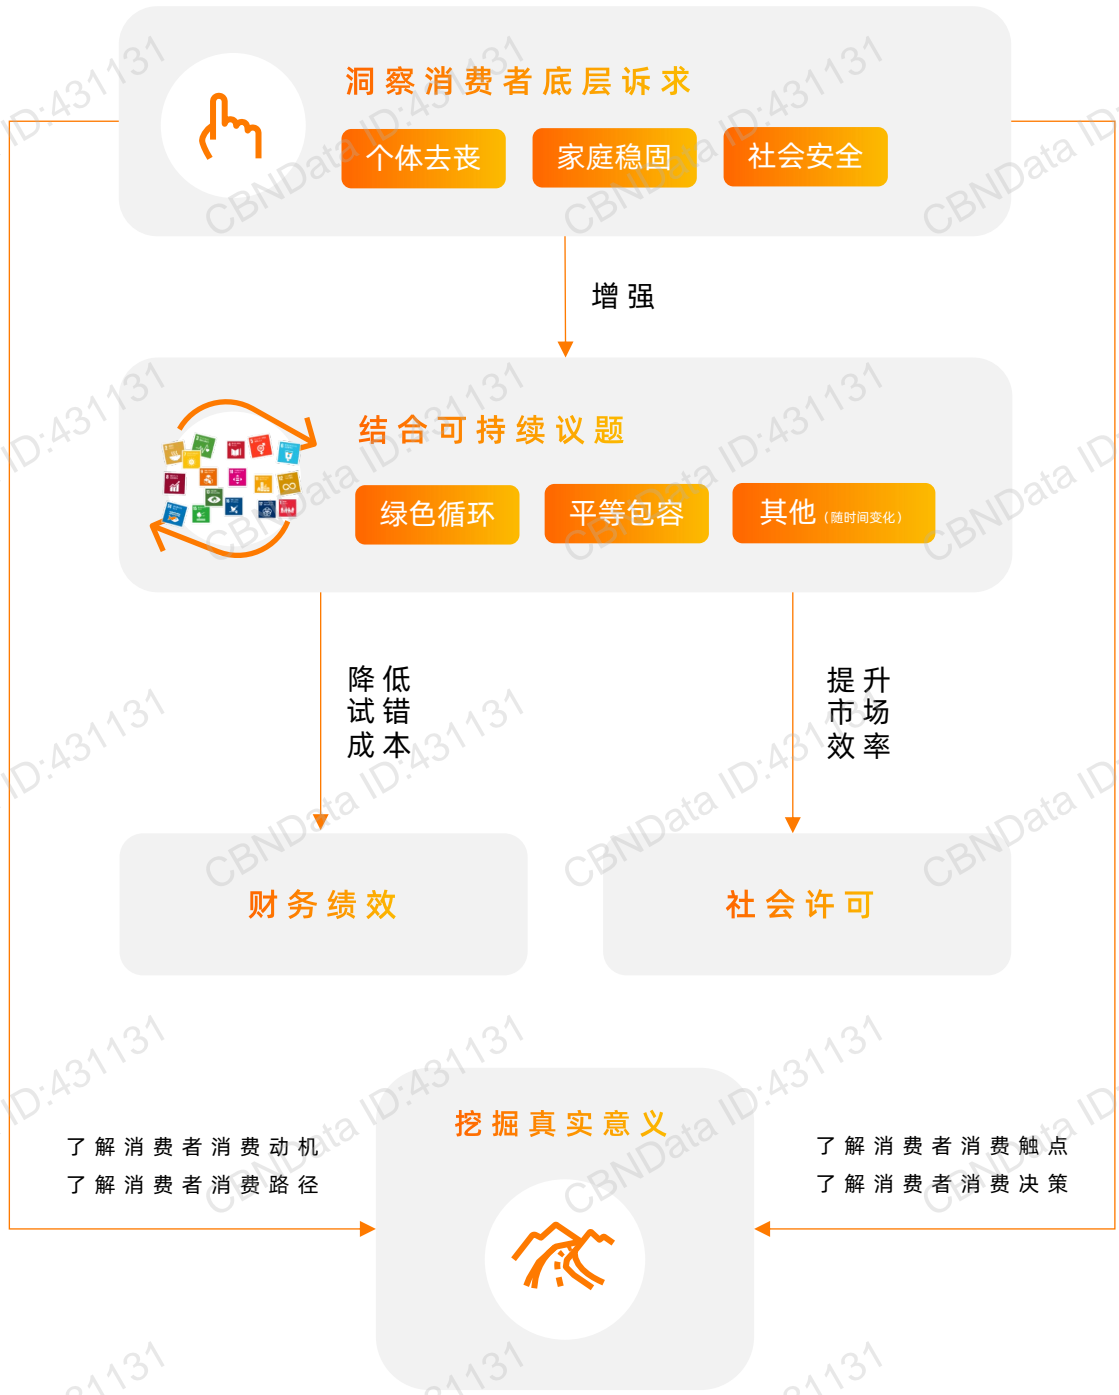 洞察消费者底层诉求
个体去丧
家庭稳固
社会安全
增强
结合可持续议题
绿色循环
平等包容
其他（随时间变化）
降低
试错
成本
提升
市场
效率
财务绩效
社会许可
挖掘真实意义
了解消费者消费动机
了解消费者消费路径
了解消费者消费触点
了解消费者消费决策
CBNData ID:431131